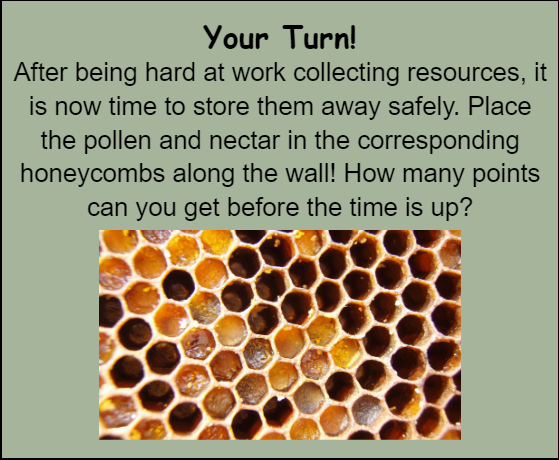 Your Turn!
After being hard at work collecting resources, it
is now time to store them away safely. Place
the pollen and nectar in the corresponding
honeycombs along the wall! How many points
can you get before the time is up?